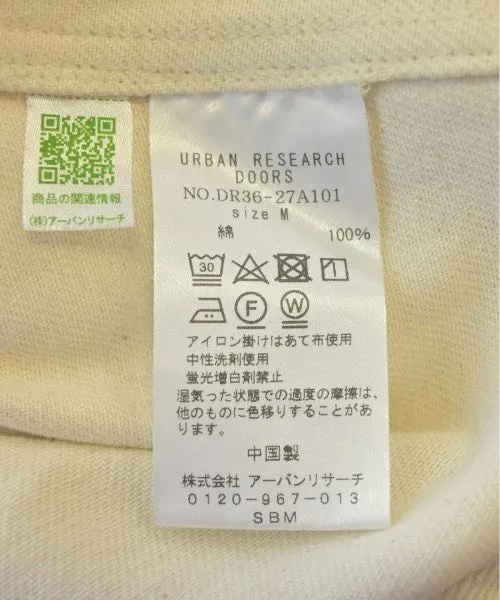 商品の関連情報
(株)アーバンリサーチ
URBAN RESEARCH
DOORS
NO.DR36-27A101
Size M
綿 100%
30
F W
アイロン掛けはあて布使用
中性洗剤使用
蛍光増白剤禁止
湿気った状態での過度の摩擦は、
他のものに色移りすることがあ
ります。
中国製
株式会社 アーバンリサーチ
0120-967-013
SBM